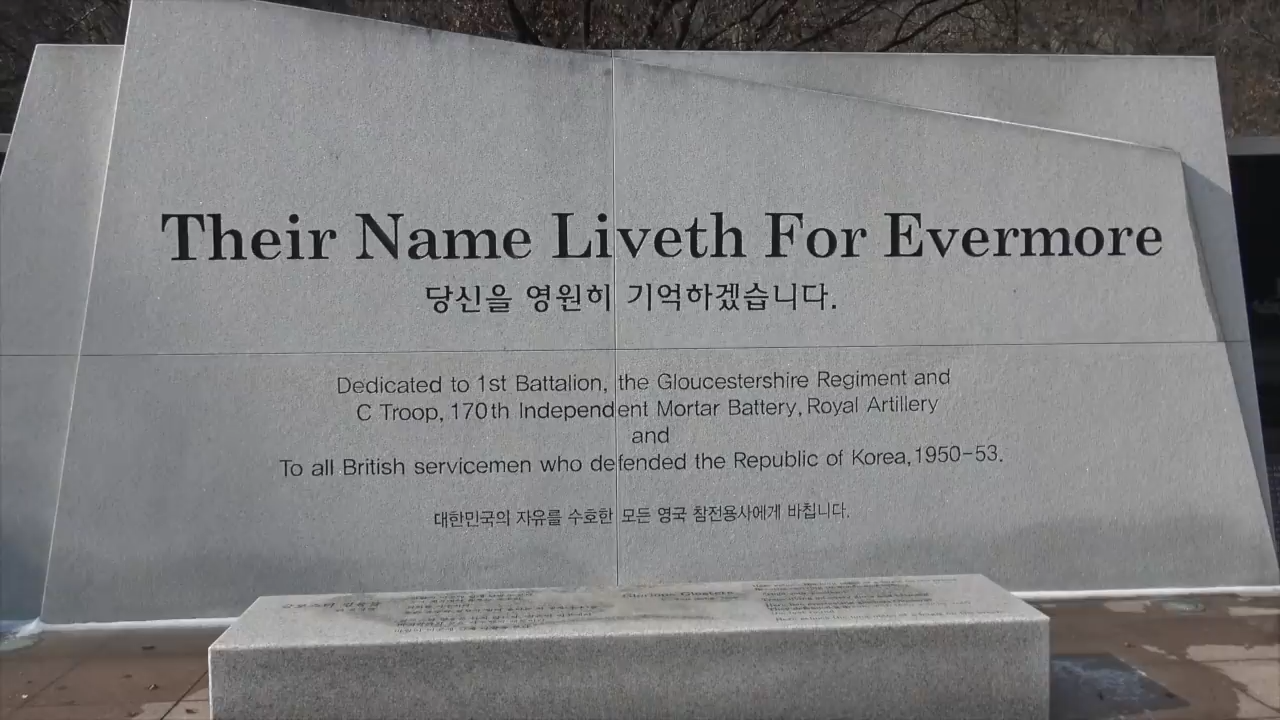 Their Name Liveth For Evermore
당신을 영원히 기억하겠습니다.
Dedicated to 1st Battalion, the Gloucestershire Regiment and
C Troop, 170th Independent Mortar Battery, Royal Artillery
and
To all British servicemen who defended the Republic of Korea, 1950-53.
대한민국의 자유를 수호한 모든 영국 참전용사에게 바칩니다.
Glorious Glosters